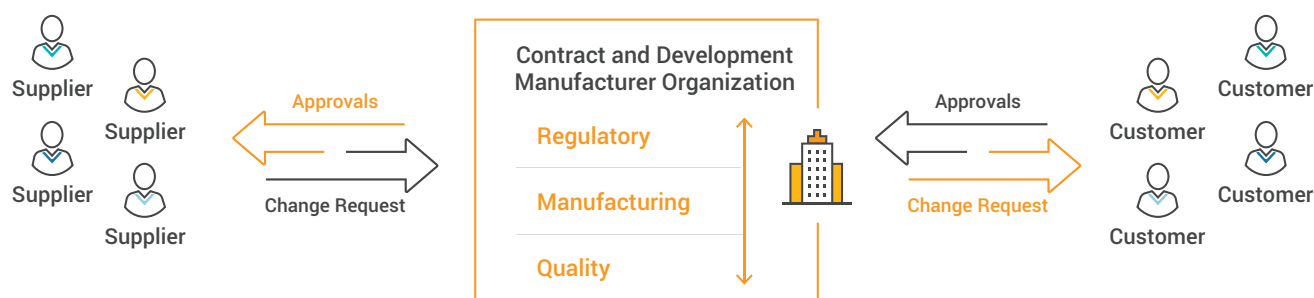 Supplier
Supplier
Supplier
Supplier
Approvals
Change Request
Contract and Development
Manufacturer Organization
Regulatory
Manufacturing
Quality
Approvals
Change Request
Customer
Customer
Customer
Customer